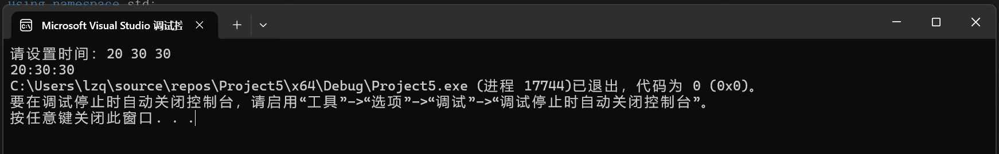 using namespace std;
Microsoft Visual Studio 调试控
请设置时间：20 30 30
20:30:30
C:\Users\lzq\source\repos\Project5\x64\Debug\Project5.exe (进程 17744)已退出，代码为 0 (0x0)。
要在调试停止时自动关闭控制台，请启用“工具”->“选项”->“调试”->“调试停止时自动关闭控制台”。
按任意键关闭此窗口. . .